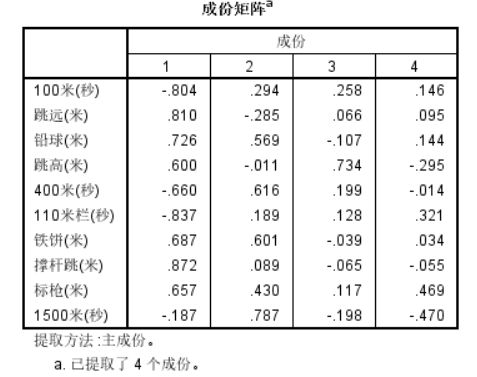 成份矩阵a
成份
1 2 3 4
100米(秒) -.804 .294 .258 .146
跳远(米) .810 -.285 .066 .095
铅球(米) .726 .569 -.107 .144
跳高(米) .600 -.011 .734 -.295
400米(秒) -.660 .616 .199 -.014
110米栏(秒) -.837 .189 .128 .321
铁饼(米) .687 .601 -.039 .034
撑杆跳(米) .872 .089 -.065 -.055
标枪(米) .657 .430 .117 .469
1500米(秒) -.187 .787 -.198 -.470
提取方法 :主成份。
a. 已提取了 4 个成份。